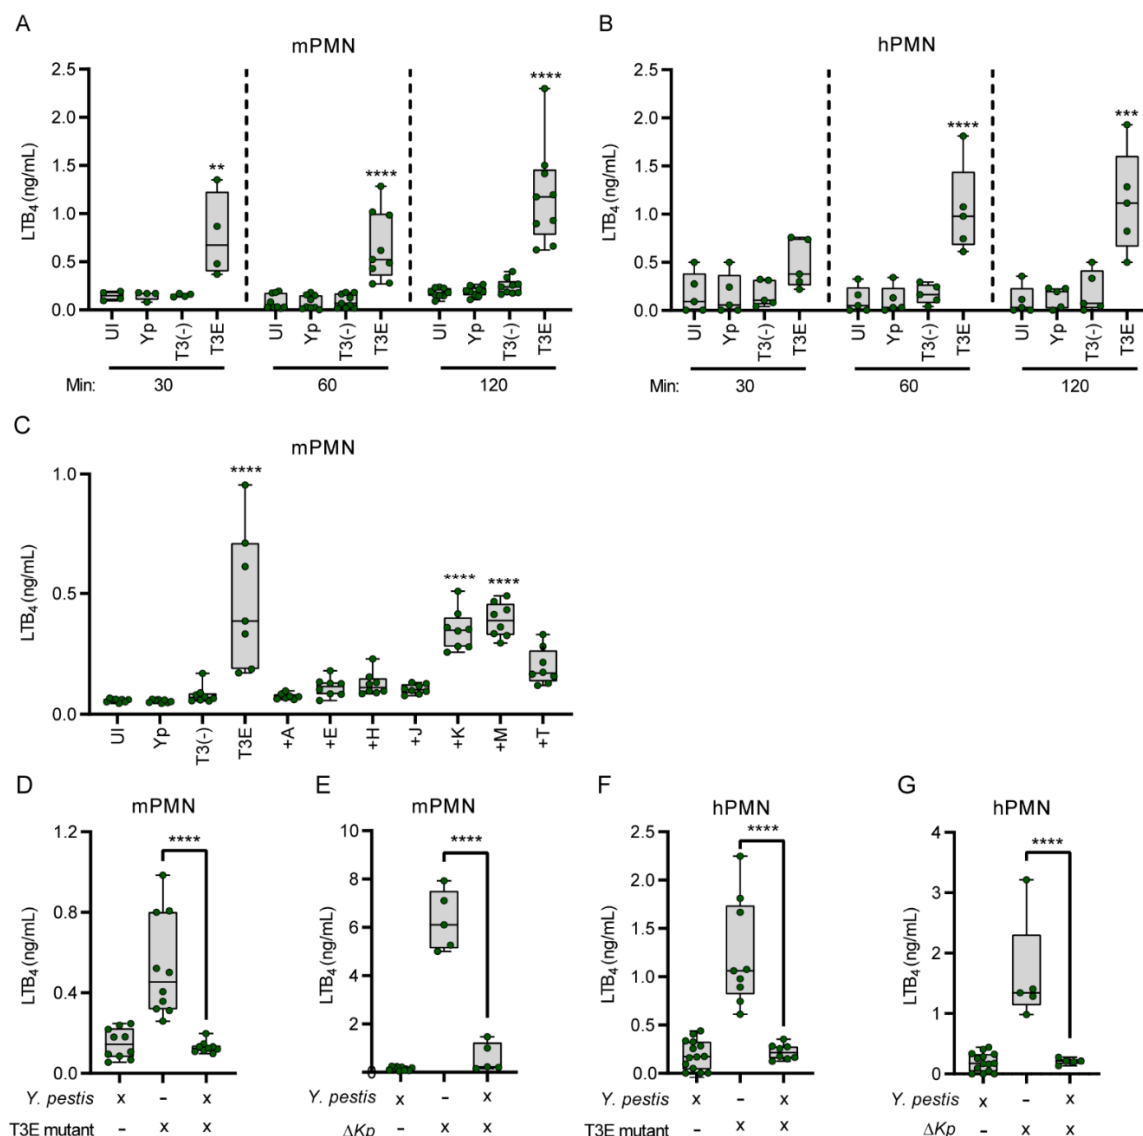 A
mPMN
LTB4 (ng/mL)
2.5
2.0
1.5
1.0
0.5
0.0
**
****
****
UI Yp T3(-) T3E UI Yp T3(-) T3E UI Yp T3(-) T3E
Min: 30 60 120
B
hPMN
LTB4 (ng/mL)
2.5
2.0
1.5
1.0
0.5
0.0
****
***
UI Yp T3(-) T3E UI Yp T3(-) T3E UI Yp T3(-) T3E
Min: 30 60 120
C
mPMN
LTB4 (ng/mL)
1.0
0.5
0.0
****
****
****
UI Yp T3(-) T3E +A +E +H +J +K +M +T
D
mPMN
LTB4 (ng/mL)
1.2
0.8
0.4
0.0
****
Y. pestis x – x
T3E mutant – x x
E
mPMN
LTB4 (ng/mL)
10
8
6
4
2
0
****
Y. pestis x – x
ΔKp – x x
F
hPMN
LTB4 (ng/mL)
2.5
2.0
1.5
1.0
0.5
0.0
****
Y. pestis x – x
T3E mutant – x x
G
hPMN
LTB4 (ng/mL)
4
3
2
1
0
****
Y. pestis x – x
ΔKp – x x